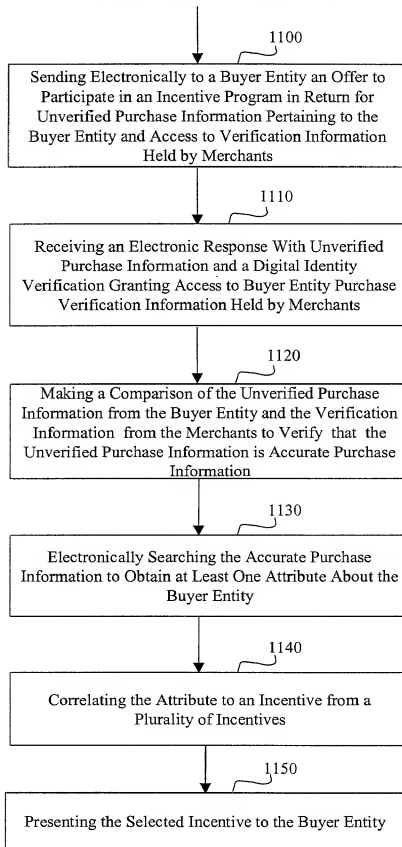 1100
Sending Electronically to a Buyer Entity an Offer to
Participate in an Incentive Program in Return for
Unverified Purchase Information Pertaining to the
Buyer Entity and Access to Verification Information
Held by Merchants
1110
Receiving an Electronic Response With Unverified
Purchase Information and a Digital Identity
Verification Granting Access to Buyer Entity Purchase
Verification Information Held by Merchants
1120
Making a Comparison of the Unverified Purchase
Information from the Buyer Entity and the Verification
Information from the Merchants to Verify that the
Unverified Purchase Information is Accurate Purchase
Information
1130
Electronically Searching the Accurate Purchase
Information to Obtain at Least One Attribute About the
Buyer Entity
1140
Correlating the Attribute to an Incentive from a
Plurality of Incentives
1150
Presenting the Selected Incentive to the Buyer Entity